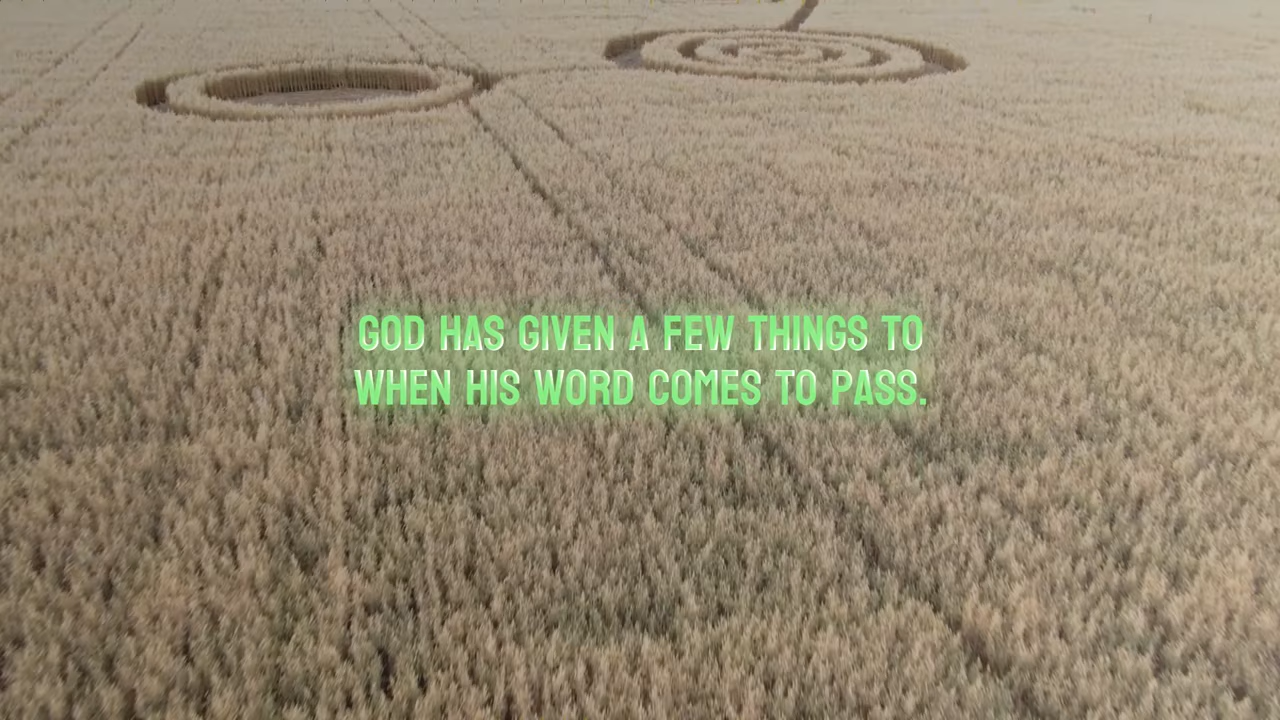 GOD HAS GIVEN A FEW THINGS TO
WHEN HIS WORD COMES TO PASS.